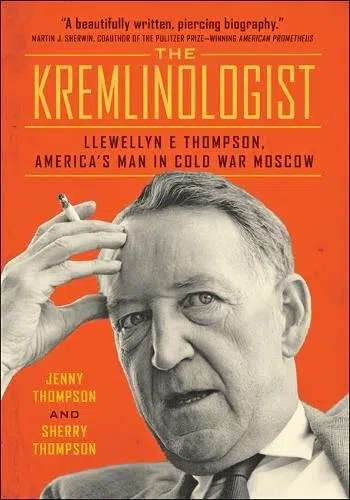 “A beautifully written, piercing biography.”
MARTIN J. SHERWIN, COAUTHOR OF THE PULITZER PRIZE–WINNING AMERICAN PROMETHEUS
THE
KREMLINOLOGIST
LLEWELLYN E THOMPSON,
AMERICA'S MAN IN COLD WAR MOSCOW
JENNY
THOMPSON
AND
SHERRY
THOMPSON